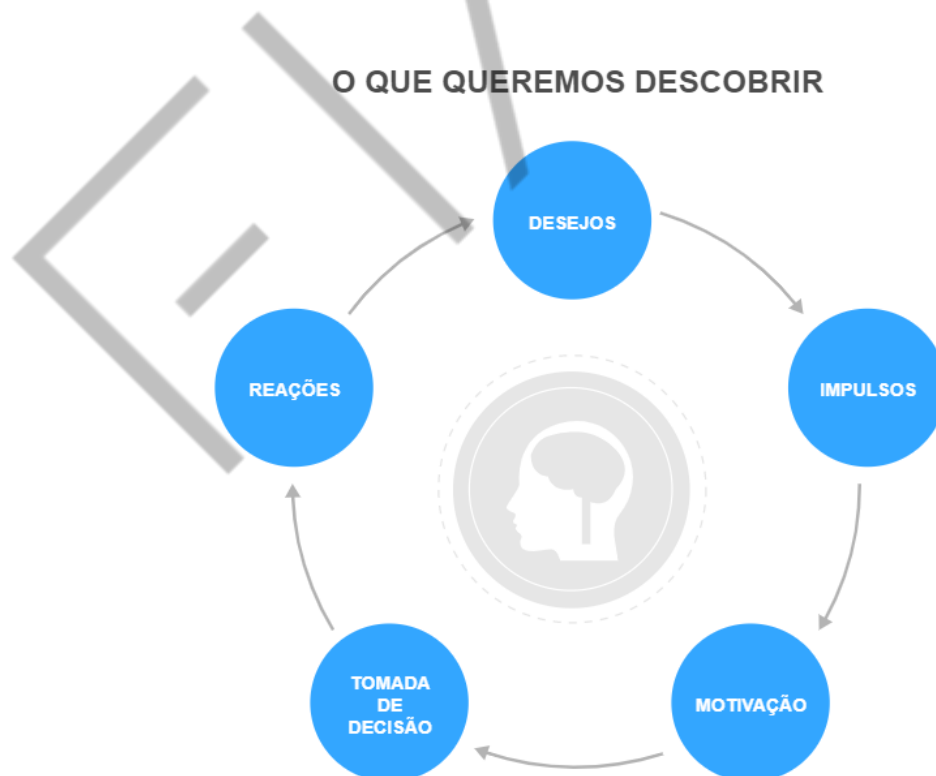 O QUE QUEREMOS DESCOBRIR
DESEJOS
IMPULSOS
MOTIVAÇÃO
TOMADA
DE
DECISÃO
REAÇÕES